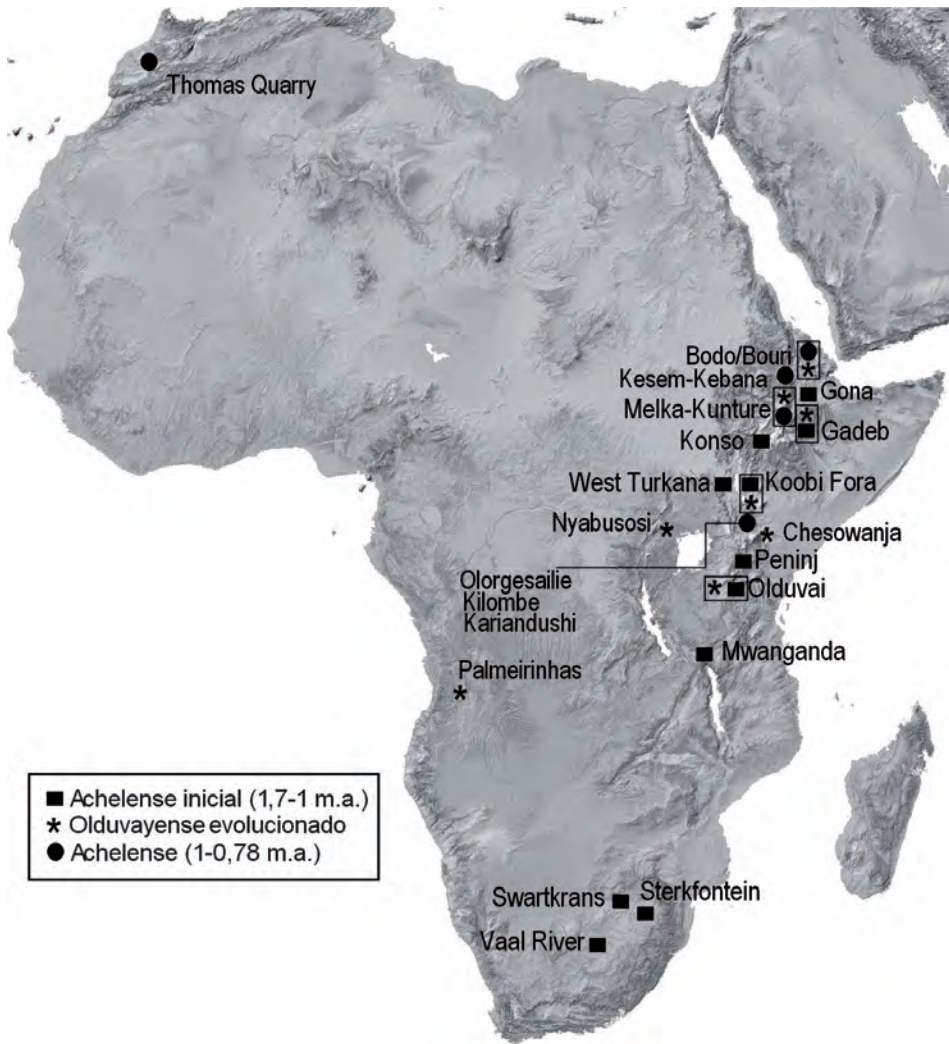 Thomas Quarry
Bodo/Bouri
Kesem-Kebana
Gona
Melka-Kunture
Gadeb
Konso
West Turkana
Koobi Fora
Nyabusosi
Chesowanja
Peninj
Olorgesailie
Kilombe
Kariandushi
Olduvai
Mwanganda
Palmeirinhas
■ Achelense inicial (1,7-1 m.a.)
* Olduvayense evolucionado
● Achelense (1-0,78 m.a.)
Swartkrans
Sterkfontein
Vaal River